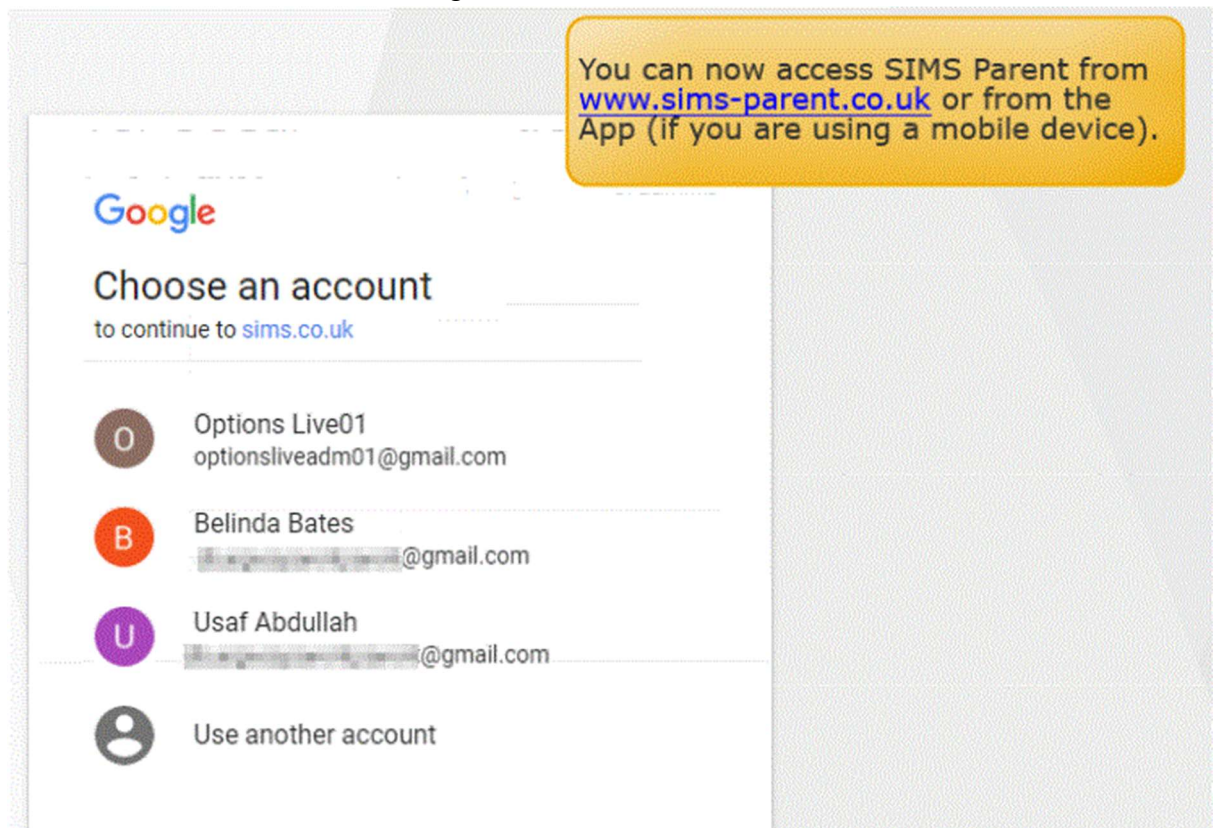 You can now access SIMS Parent from
www.sims-parent.co.uk or from the
App (if you are using a mobile device).
Google
Choose an account
to continue to sims.co.uk
O
Options Live01
optionsliveadm01@gmail.com
B
Belinda Bates
@gmail.com
U
Usaf Abdullah
@gmail.com
Use another account